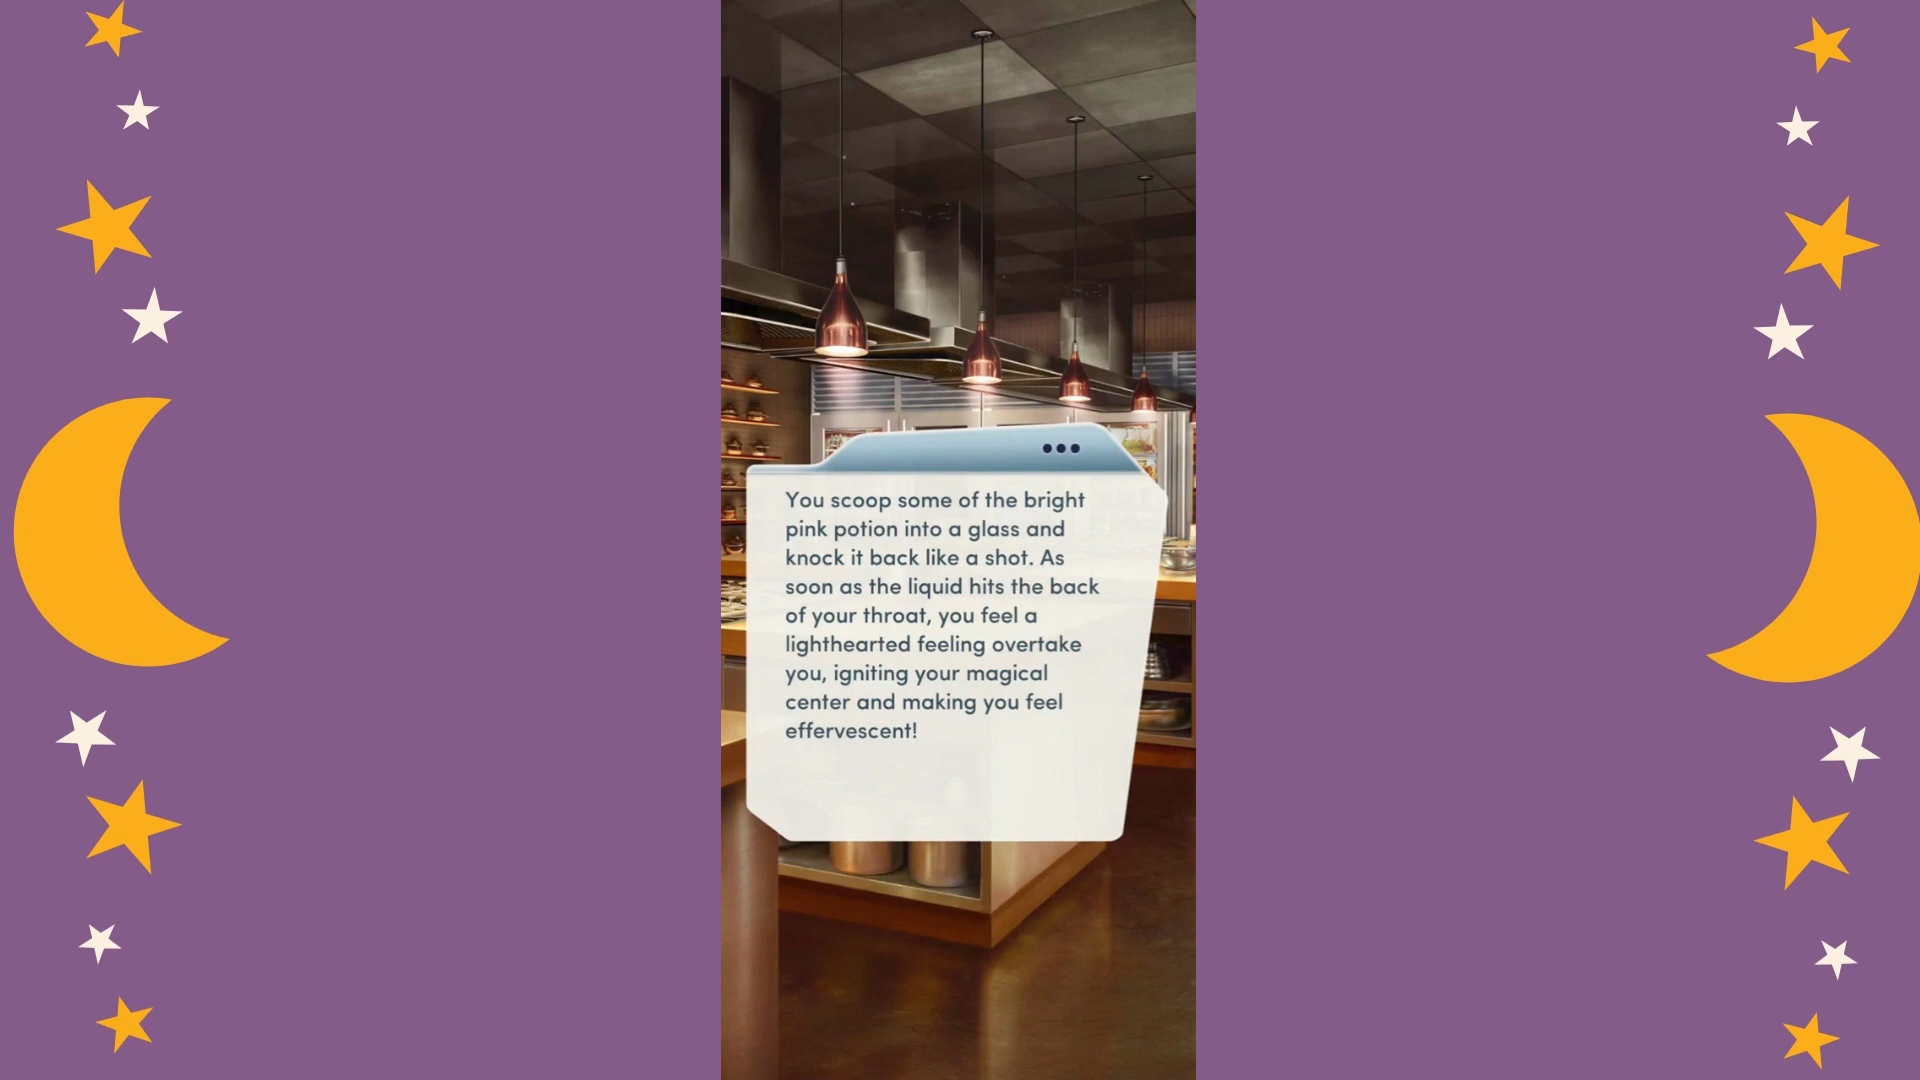 You scoop some of the bright
pink potion into a glass and
knock it back like a shot. As
soon as the liquid hits the back
of your throat, you feel a
lighthearted feeling overtake
you, igniting your magical
center and making you feel
effervescent!